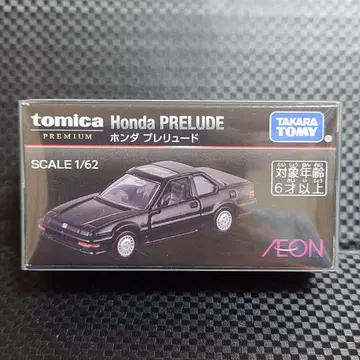 tomica
PREMIUM
Honda PRELUDE
ホンダ プレリュード
TAKARA
TOMY
SCALE 1/62
対象年齢
6才以上
ÆON